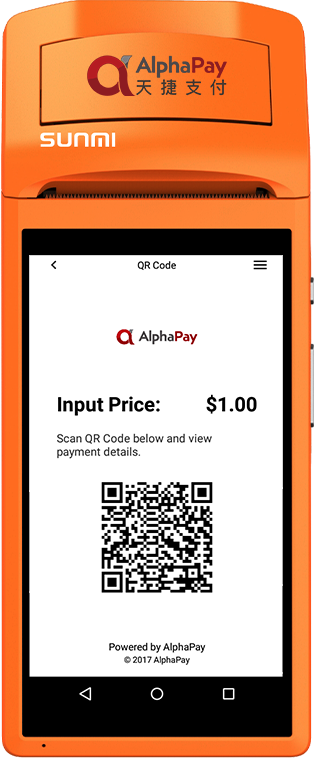 AlphaPay
天捷支付
SUNMI
QR Code
AlphaPay
Input Price: $1.00
Scan QR Code below and view
payment details.
Powered by AlphaPay
© 2017 AlphaPay